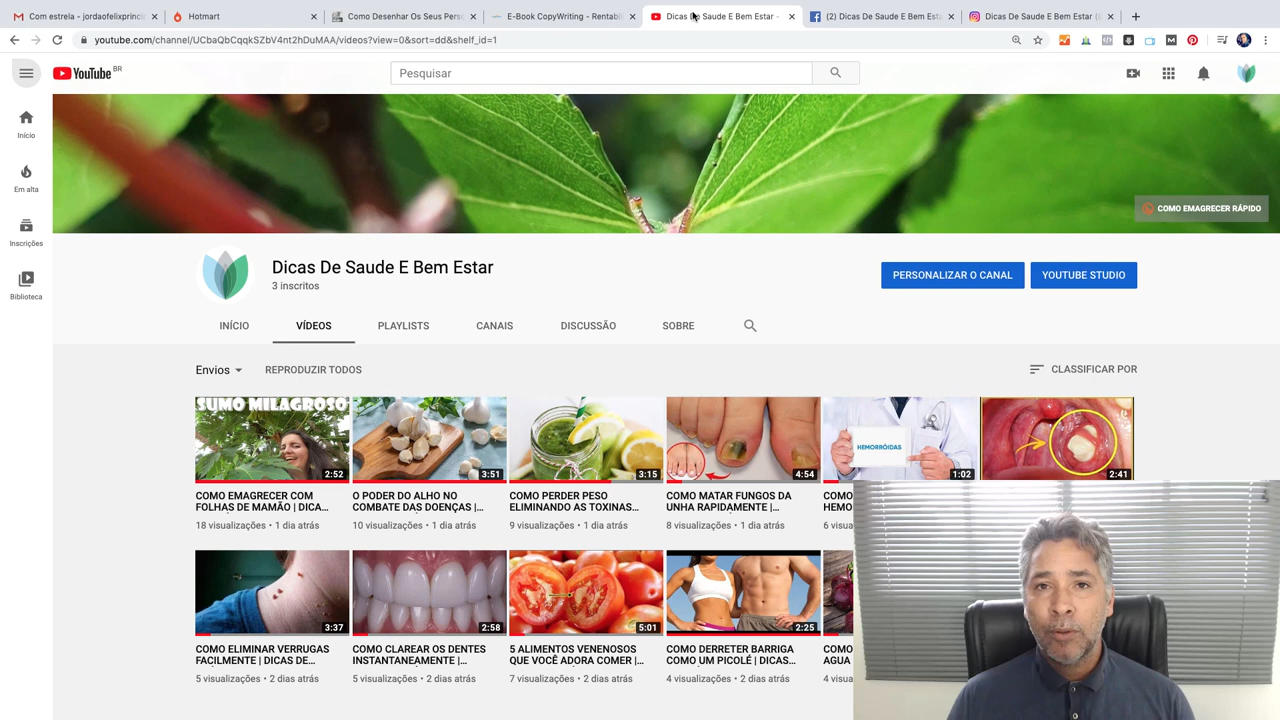 Com estrela - jordaofelixprinci
Hotmart
Como Desenhar Os Seus Perso
E-Book CopyWriting - Rentabili
Dicas De Saude E Bem Estar -
(2) Dicas De Saude E Bem Estar
Dicas De Saude E Bem Estar (
youtube.com/channel/UCbaQbCqqkSZbV4nt2hDuMAA/videos?view=0&sort=dd&shelf_id=1
YouTube BR
Pesquisar
Início
Em alta
Inscrições
Biblioteca
COMO EMAGRECER RÁPIDO
Dicas De Saude E Bem Estar
3 inscritos
PERSONALIZAR O CANAL
YOUTUBE STUDIO
INÍCIO
VÍDEOS
PLAYLISTS
CANAIS
DISCUSSÃO
SOBRE
Envios
REPRODUZIR TODOS
CLASSIFICAR POR
SUMO MILAGROSO
2:52
3:51
3:15
4:54
HEMORRÓIDAS
1:02
2:41
COMO EMAGRECER COM
FOLHAS DE MAMÃO | DICA...
18 visualizações • 1 dia atrás
O PODER DO ALHO NO
COMBATE DAS DOENÇAS |...
10 visualizações • 1 dia atrás
COMO PERDER PESO
ELIMINANDO AS TOXINAS...
9 visualizações • 1 dia atrás
COMO MATAR FUNGOS DA
UNHA RAPIDAMENTE |...
8 visualizações • 1 dia atrás
COMO
HEMO
6 visua
3:37
2:58
5:01
2:25
COMO ELIMINAR VERRUGAS
FACILMENTE | DICAS DE...
5 visualizações • 2 dias atrás
COMO CLAREAR OS DENTES
INSTANTANEAMENTE |...
5 visualizações • 2 dias atrás
5 ALIMENTOS VENENOSOS
QUE VOCÊ ADORA COMER |...
7 visualizações • 2 dias atrás
COMO DERRETER BARRIGA
COMO UM PICOLÉ | DICAS...
4 visualizações • 2 dias atrás
COMO
AGUA
4 visua